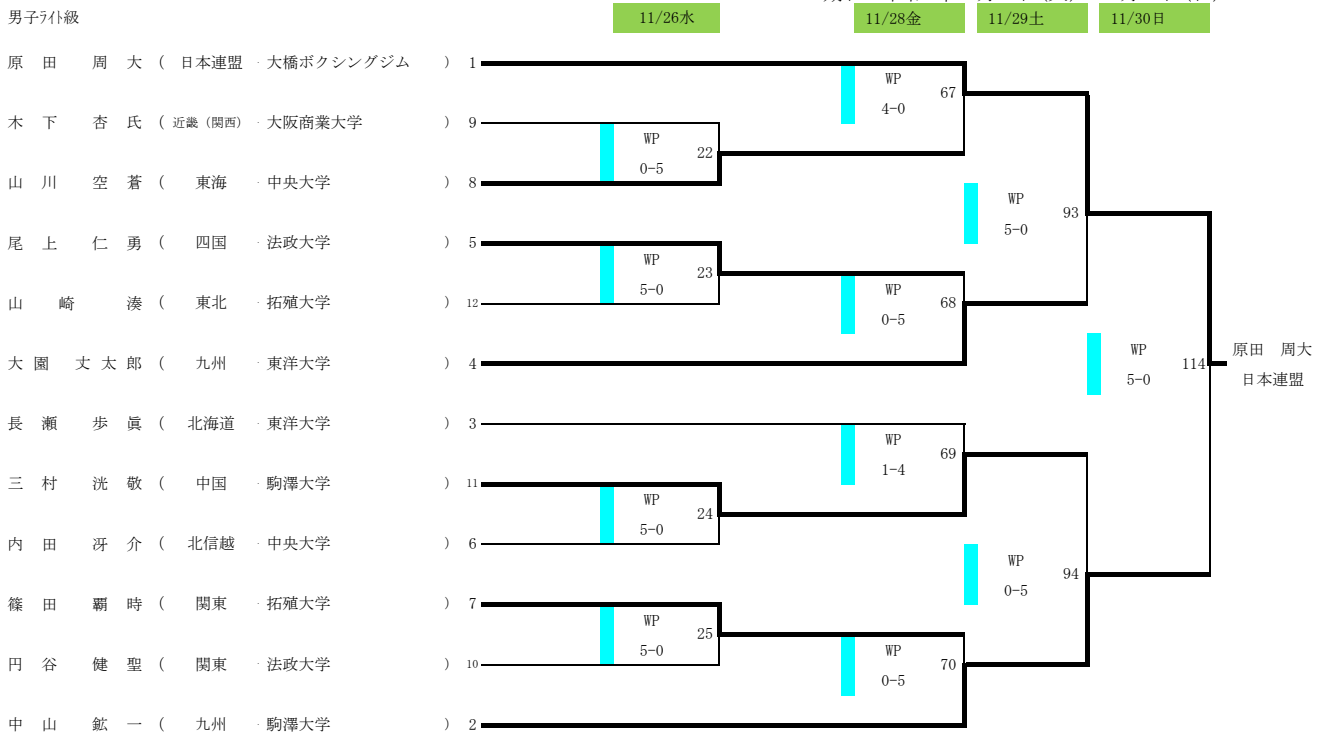 男子ﾗｲﾄ級
11/26水 11/28金 11/29土 11/30日
原田 周大 ( 日本連盟 · 大橋ボクシングジム ) 1
WP 67
4-0
木下 杏氏 ( 近畿 (関西) · 大阪商業大学 ) 9
WP 22
0-5
山川 空蒼 ( 東海 · 中央大学 ) 8
WP 93
5-0
尾上 仁勇 ( 四国 · 法政大学 ) 5
WP 23
5-0
山崎 湊 ( 東北 · 拓殖大学 ) 12
WP 68
0-5
大園 丈太郎 ( 九州 · 東洋大学 ) 4
WP 114
5-0
原田 周大
日本連盟
長瀬 歩眞 ( 北海道 · 東洋大学 ) 3
WP 69
1-4
三村 洸敬 ( 中国 · 駒澤大学 ) 11
WP 24
5-0
内田 冴介 ( 北信越 · 中央大学 ) 6
WP 94
0-5
篠田 覇時 ( 関東 · 拓殖大学 ) 7
WP 25
5-0
円谷 健聖 ( 関東 · 法政大学 ) 10
WP 70
0-5
中山 鉱一 ( 九州 · 駒澤大学 ) 2